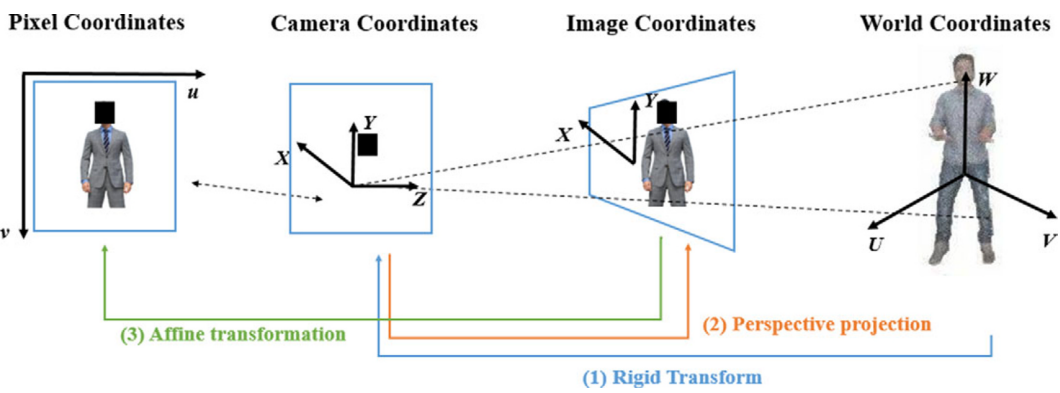 Pixel Coordinates
Camera Coordinates
Image Coordinates
World Coordinates
u
v
Y
X
Z
Y
X
W
U
V
(3) Affine transformation
(2) Perspective projection
(1) Rigid Transform